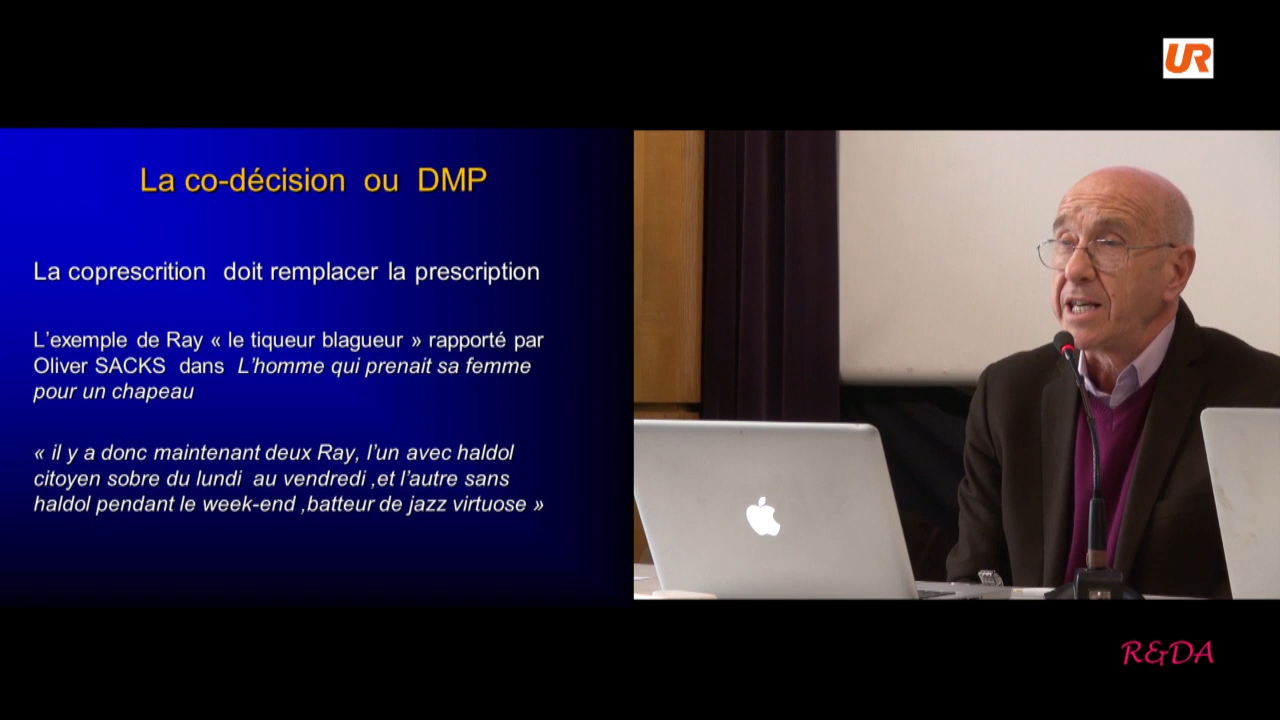 UR
La co-décision ou DMP
La coprescrition doit remplacer la prescription
L'exemple de Ray « le tiqueur blagueur » rapporté par
Oliver SACKS dans L'homme qui prenait sa femme
pour un chapeau
« il y a donc maintenant deux Ray, l'un avec haldol
citoyen sobre du lundi au vendredi ,et l'autre sans
haldol pendant le week-end ,batteur de jazz virtuose »
R&DA